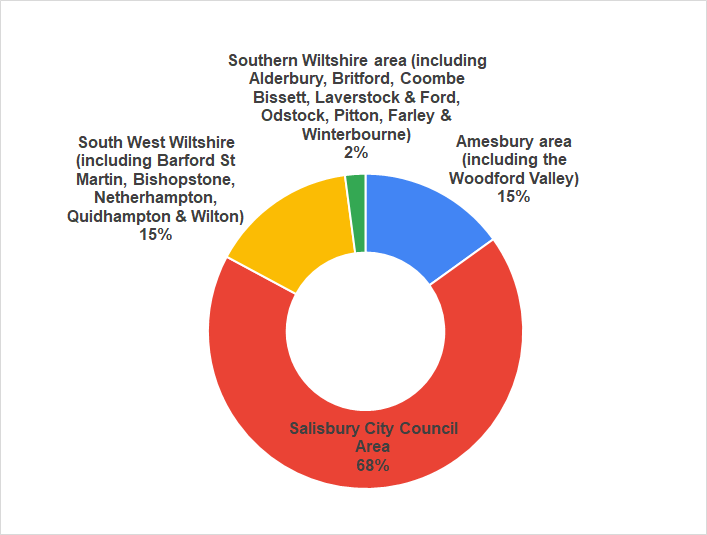 Southern Wiltshire area (including
Alderbury, Britford, Coombe
Bissett, Laverstock & Ford,
Odstock, Pitton, Farley &
Winterbourne)
2%
Amesbury area
(including the
Woodford Valley)
15%
South West Wiltshire
(including Barford St
Martin, Bishopstone,
Netherhampton,
Quidhampton & Wilton)
15%
Salisbury City Council
Area
68%